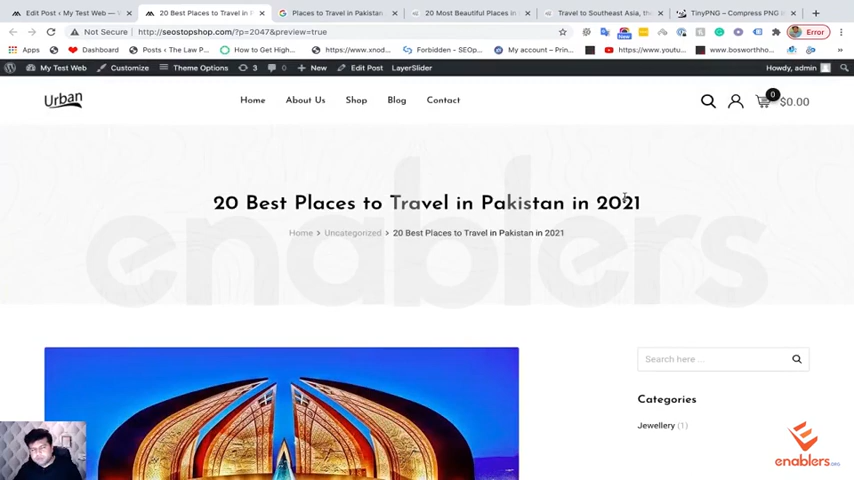 Edit Post ‹ My Test Web — V
20 Best Places to Travel in P
Places to Travel in Pakistan
20 Most Beautiful Places in
Travel to Southeast Asia, the
TinyPNG – Compress PNG i
Not Secure
http://seostopshop.com/?p=2047&preview=true
New
Error
Apps
Dashboard
Posts ‹ The Law P...
How to Get High...
https://www.xnod...
Forbidden – SEOp...
My account – Prin...
https://www.youtu...
www.bosworthho...
My Test Web
Customize
Theme Options
3
0
New
Edit Post
LayerSlider
Howdy, admin
Urban
Home
About Us
Shop
Blog
Contact
0
$0.00
enablers
20 Best Places to Travel in Pakistan in 2021
Home > Uncategorized > 20 Best Places to Travel in Pakistan in 2021
Search here ...
Categories
Jewellery (1)
enablers.ORG